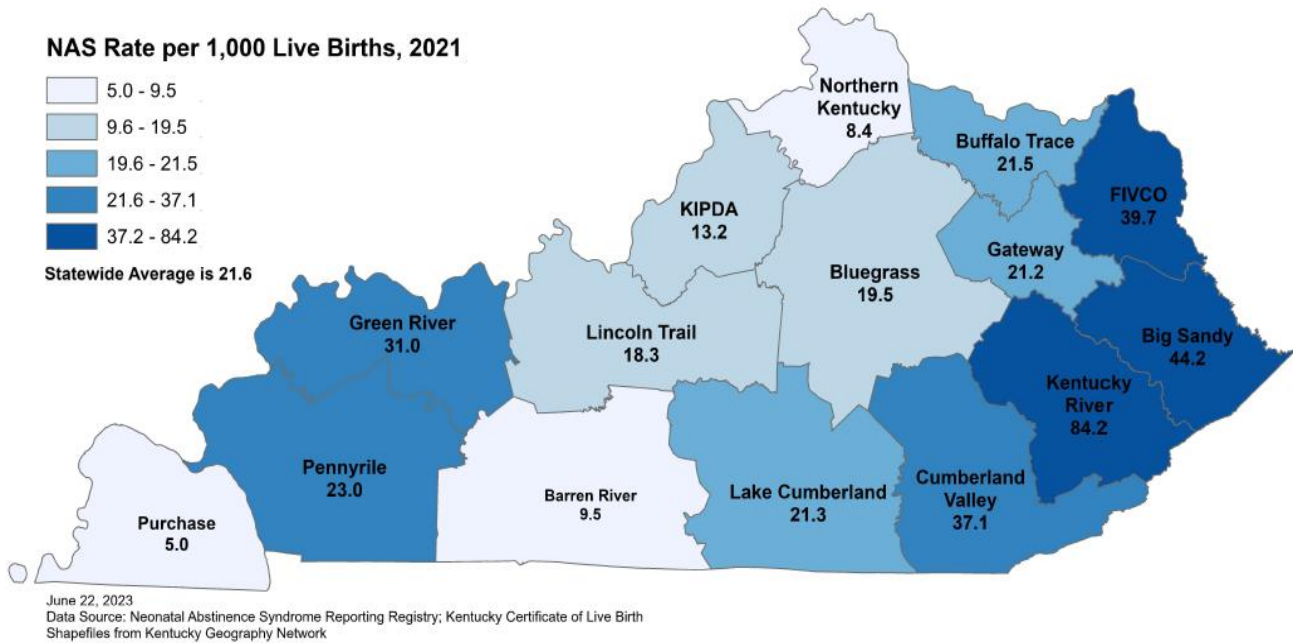 NAS Rate per 1,000 Live Births, 2021
5.0 - 9.5
9.6 - 19.5
19.6 - 21.5
21.6 - 37.1
37.2 - 84.2
Statewide Average is 21.6
Northern
Kentucky
8.4
Buffalo Trace
21.5
FIVCO
39.7
KIPDA
13.2
Gateway
21.2
Bluegrass
19.5
Green River
31.0
Lincoln Trail
18.3
Big Sandy
44.2
Kentucky
River
84.2
Pennyrile
23.0
Barren River
9.5
Lake Cumberland
21.3
Cumberland
Valley
37.1
Purchase
5.0
June 22, 2023
Data Source: Neonatal Abstinence Syndrome Reporting Registry; Kentucky Certificate of Live Birth
Shapefiles from Kentucky Geography Network